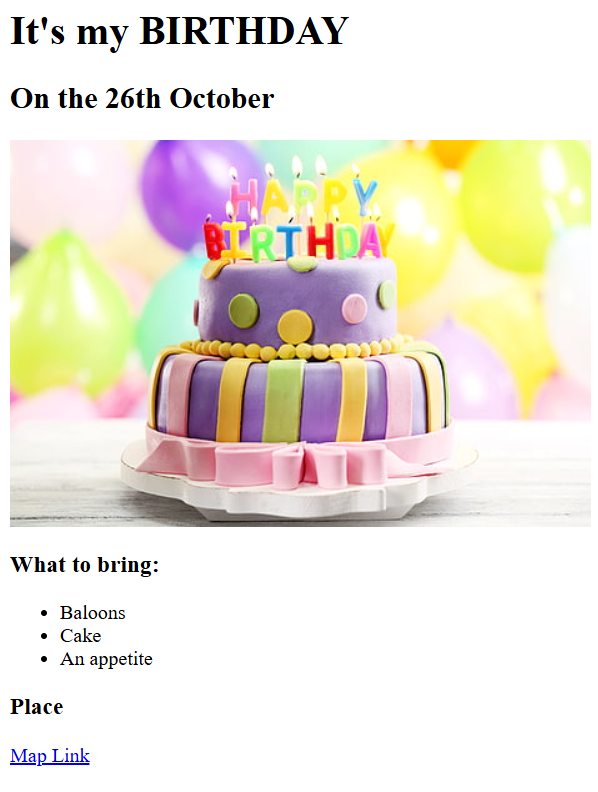 It's my BIRTHDAY
On the 26th October
HAPPY
BIRTHDAY
What to bring:
Baloons
Cake
An appetite
Place
Map Link